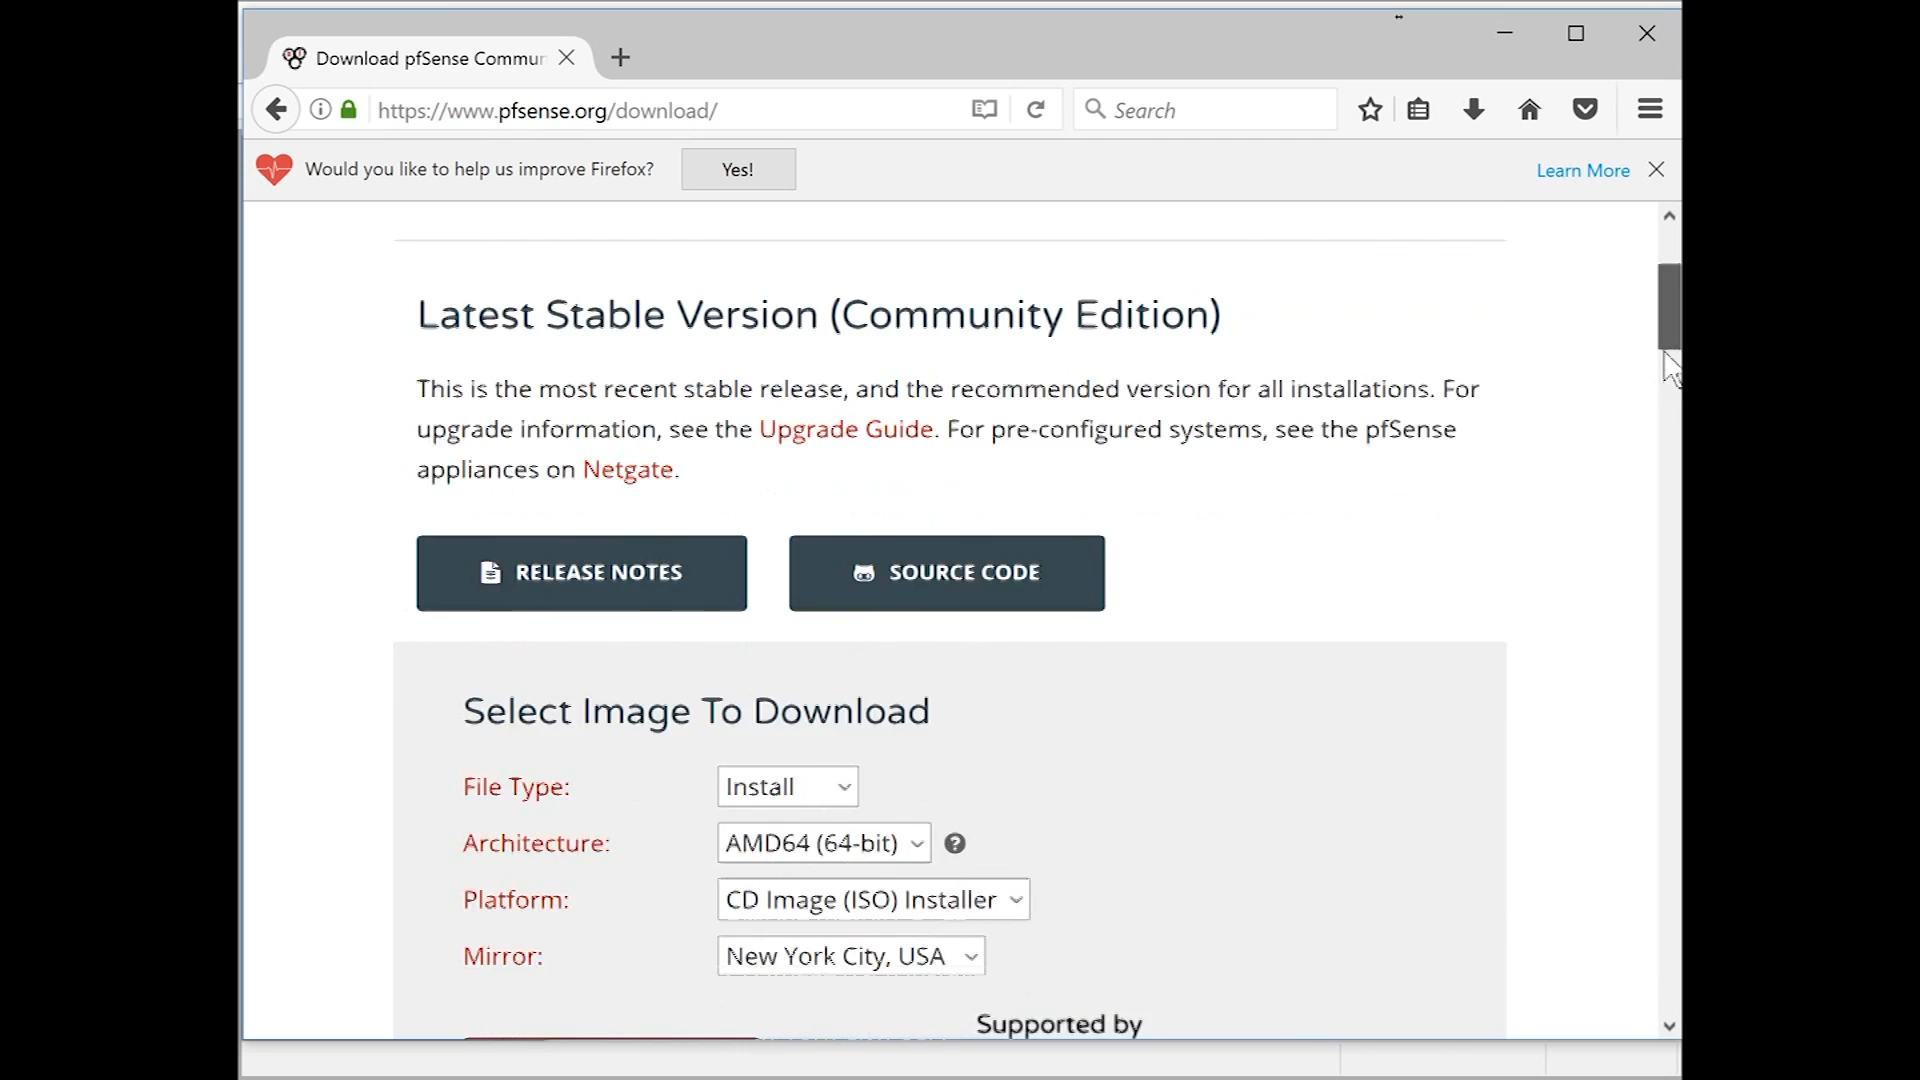 Download pfSense Commun
https://www.pfsense.org/download/
Search
Would you like to help us improve Firefox?
Yes!
Learn More
Latest Stable Version (Community Edition)
This is the most recent stable release, and the recommended version for all installations. For
upgrade information, see the Upgrade Guide. For pre-configured systems, see the pfSense
appliances on Netgate.
RELEASE NOTES
SOURCE CODE
Select Image To Download
File Type: Install
Architecture: AMD64 (64-bit)
Platform: CD Image (ISO) Installer
Mirror: New York City, USA
Supported by